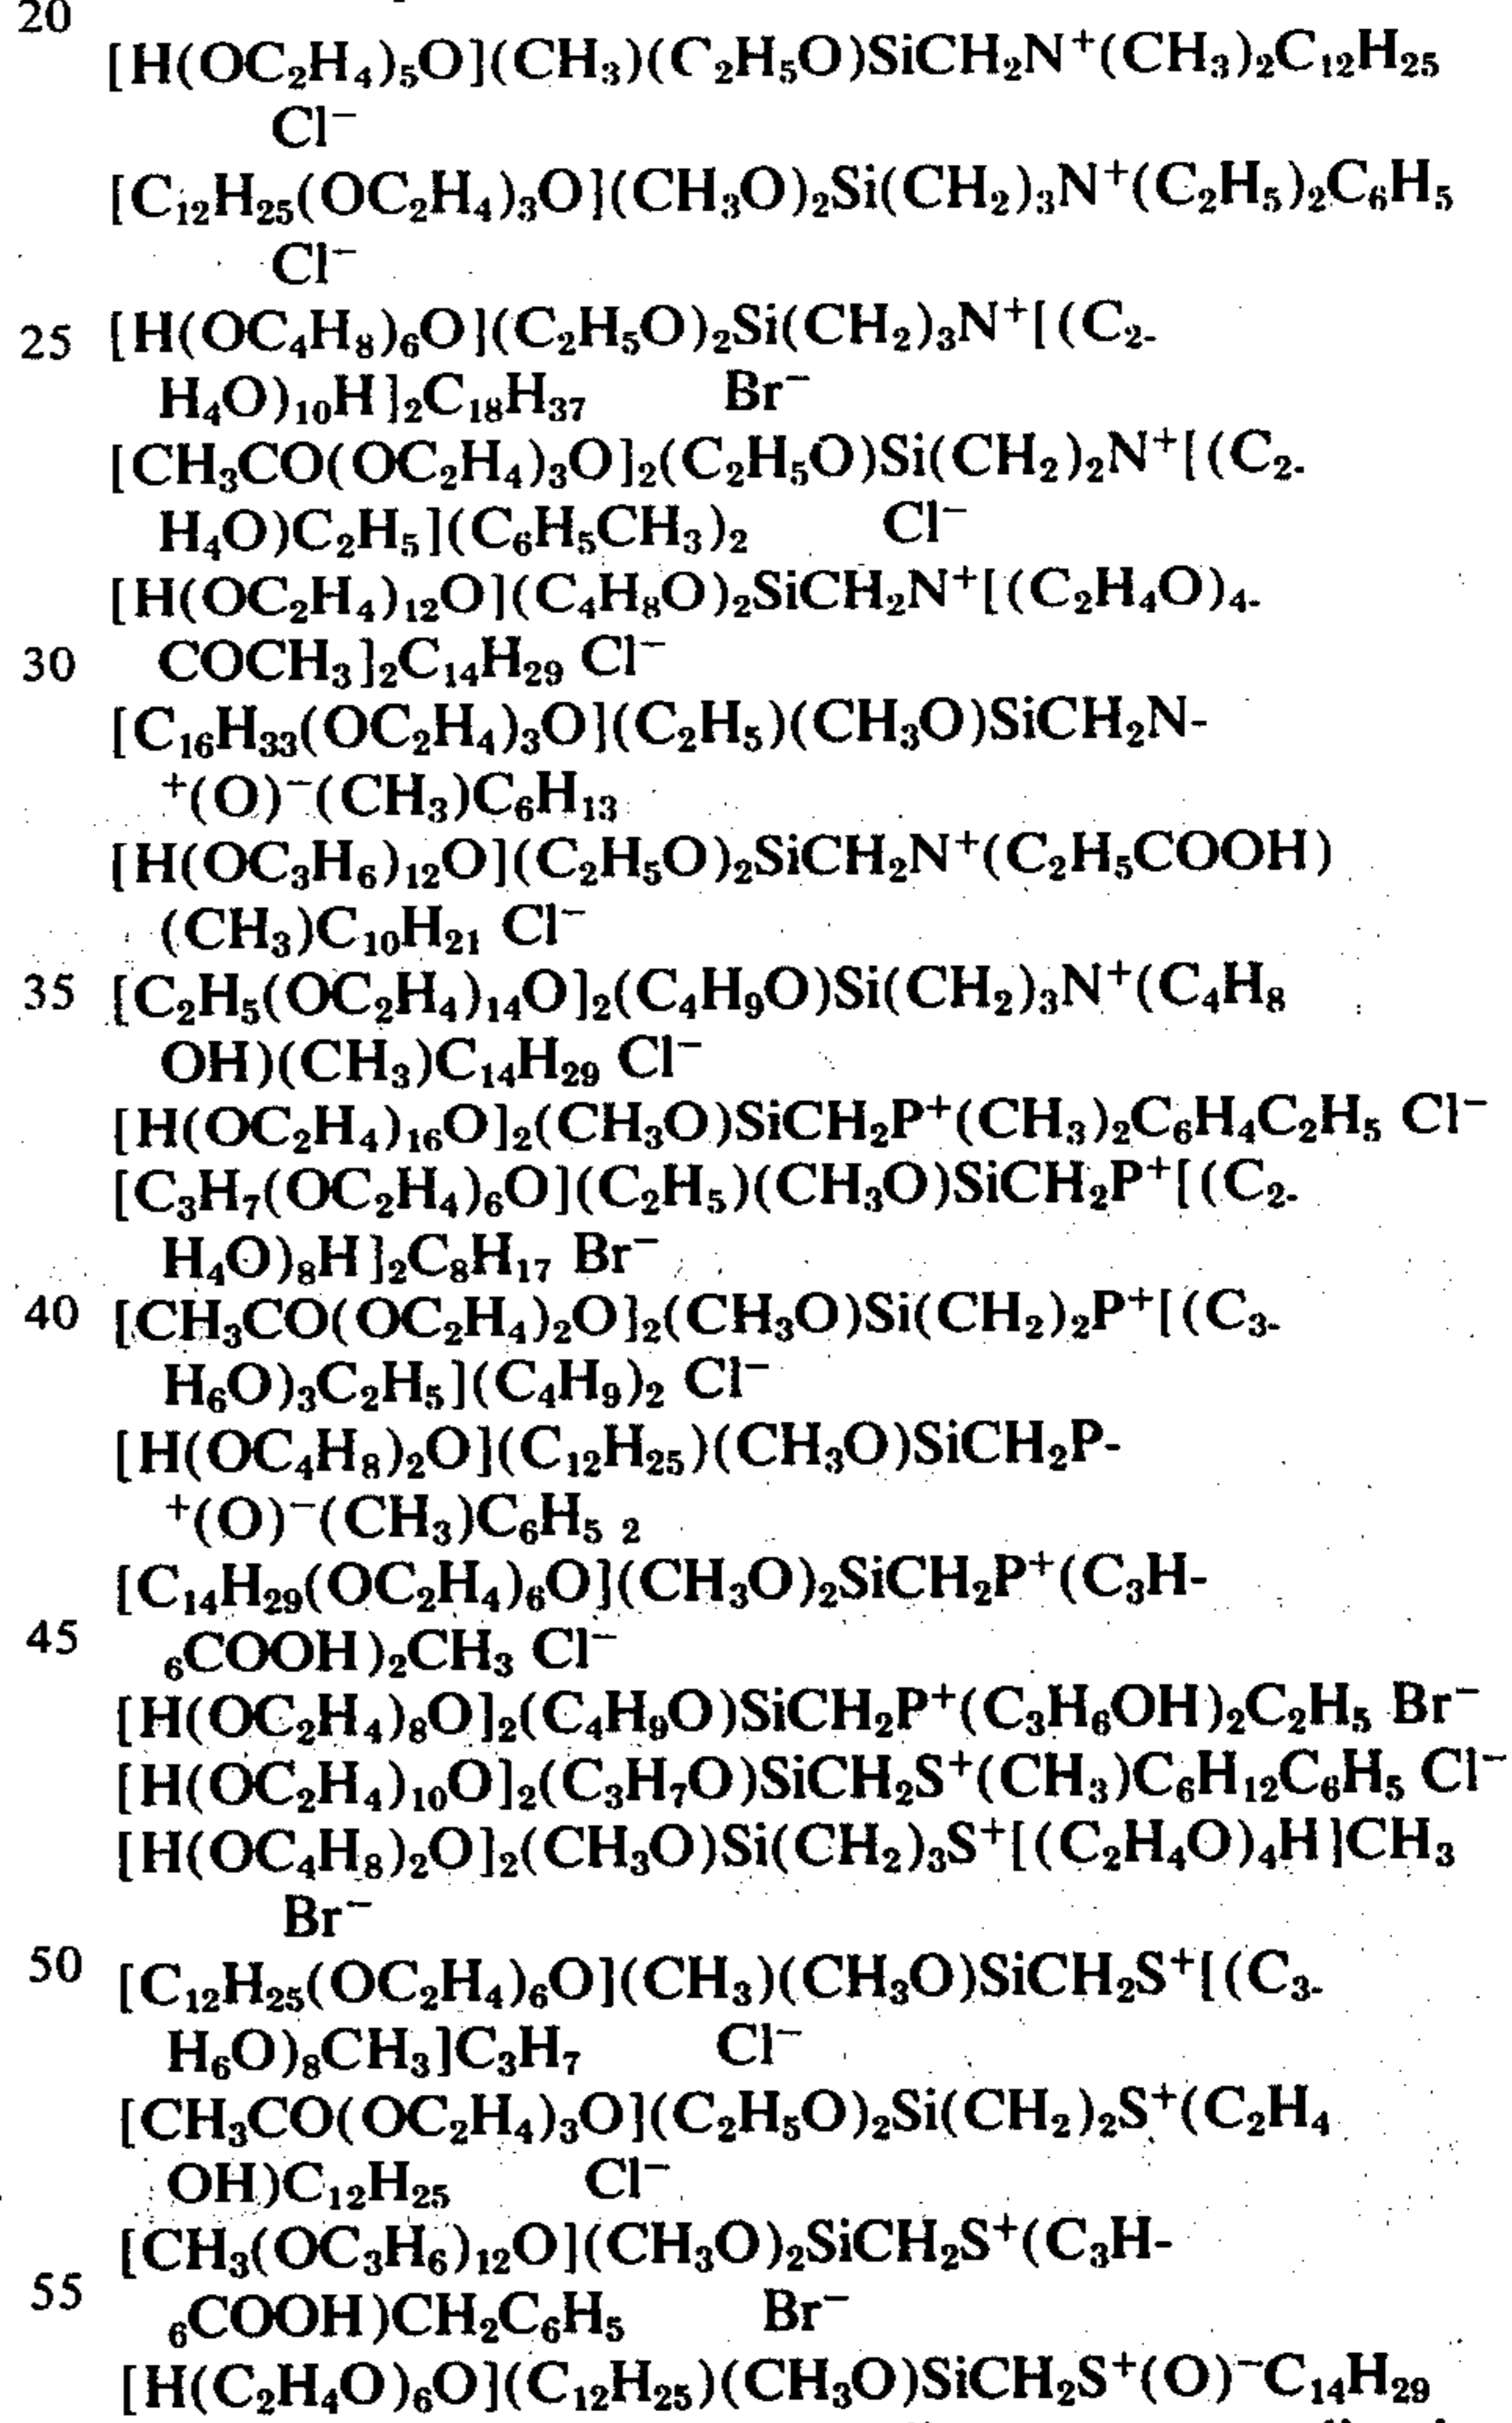 20
[H(OC₂H₄)₅O](CH₃)(C₂H₅O)SiCH₂N⁺(CH₃)₂C₁₂H₂₅
Cl⁻
[C₁₂H₂₅(OC₂H₄)₃O](CH₃O)₂Si(CH₂)₃N⁺(C₂H₅)₂C₆H₅
Cl⁻
25 [H(OC₄H₈)₆O](C₂H₅O)₂Si(CH₂)₃N⁺[(C₂-
H₄O)₁₀H]₂C₁₈H₃₇ Br⁻
[CH₃CO(OC₂H₄)₃O]₂(C₂H₅O)Si(CH₂)₂N⁺[(C₂-
H₄O)C₂H₅](C₆H₅CH₃)₂ Cl⁻
[H(OC₂H₄)₁₂O](C₄H₈O)₂SiCH₂N⁺[(C₂H₄O)₄-
30 COCH₃]₂C₁₄H₂₉ Cl⁻
[C₁₆H₃₃(OC₂H₄)₃O](C₂H₅)(CH₃O)SiCH₂N-
⁺(O)⁻(CH₃)C₆H₁₃
[H(OC₃H₆)₁₂O](C₂H₅O)₂SiCH₂N⁺(C₂H₅COOH)
(CH₃)C₁₀H₂₁ Cl⁻
35 [C₂H₅(OC₂H₄)₁₄O]₂(C₄H₉O)Si(CH₂)₃N⁺(C₄H₈
OH)(CH₃)C₁₄H₂₉ Cl⁻
[H(OC₂H₄)₁₆O]₂(CH₃O)SiCH₂P⁺(CH₃)₂C₆H₄C₂H₅ Cl⁻
[C₃H₇(OC₂H₄)₆O](C₂H₅)(CH₃O)SiCH₂P⁺[(C₂-
H₄O)₈H]₂C₈H₁₇ Br⁻
40 [CH₃CO(OC₂H₄)₂O]₂(CH₃O)Si(CH₂)₂P⁺[(C₃-
H₆O)₃C₂H₅](C₄H₉)₂ Cl⁻
[H(OC₄H₈)₂O](C₁₂H₂₅)(CH₃O)SiCH₂P-
⁺(O)⁻(CH₃)C₆H₅ ₂
[C₁₄H₂₉(OC₂H₄)₆O](CH₃O)₂SiCH₂P⁺(C₃H-
45 ₆COOH)₂CH₃ Cl⁻
[H(OC₂H₄)₈O]₂(C₄H₉O)SiCH₂P⁺(C₃H₆OH)₂C₂H₅ Br⁻
[H(OC₂H₄)₁₀O]₂(C₃H₇O)SiCH₂S⁺(CH₃)C₆H₁₂C₆H₅ Cl⁻
[H(OC₄H₈)₂O]₂(CH₃O)Si(CH₂)₃S⁺[(C₂H₄O)₄H]CH₃
Br⁻
50 [C₁₂H₂₅(OC₂H₄)₆O](CH₃)(CH₃O)SiCH₂S⁺[(C₃-
H₆O)₈CH₃]C₃H₇ Cl⁻
[CH₃CO(OC₂H₄)₃O](C₂H₅O)₂Si(CH₂)₂S⁺(C₂H₄
OH)C₁₂H₂₅ Cl⁻
[CH₃(OC₃H₆)₁₂O](CH₃O)₂SiCH₂S⁺(C₃H-
55 ₆COOH)CH₂C₆H₅ Br⁻
[H(C₂H₄O)₆O](C₁₂H₂₅)(CH₃O)SiCH₂S⁺(O)⁻C₁₄H₂₉